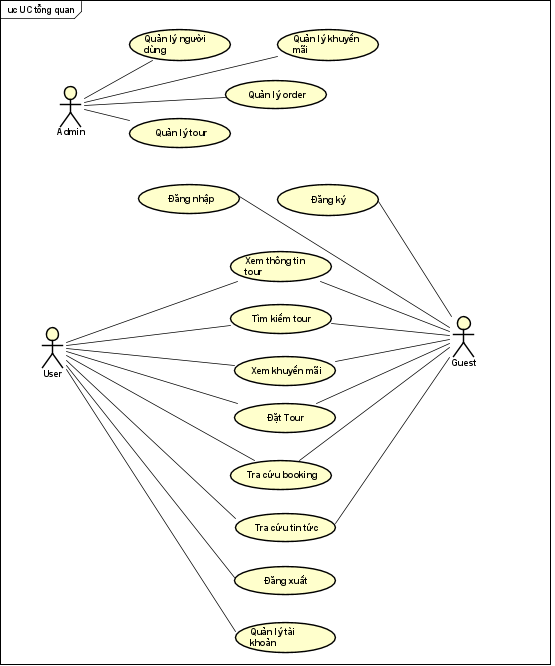 uc UC tổng quan
Quản lý người
dùng
Quản lý khuyến
mãi
Quản lý order
Admin
Quản lý tour
Đăng nhập
Đăng ký
Xem thông tin
tour
Tìm kiếm tour
User
Guest
Xem khuyến mãi
Đặt Tour
Tra cứu booking
Tra cứu tin tức
Đăng xuất
Quản lý tài
khoản